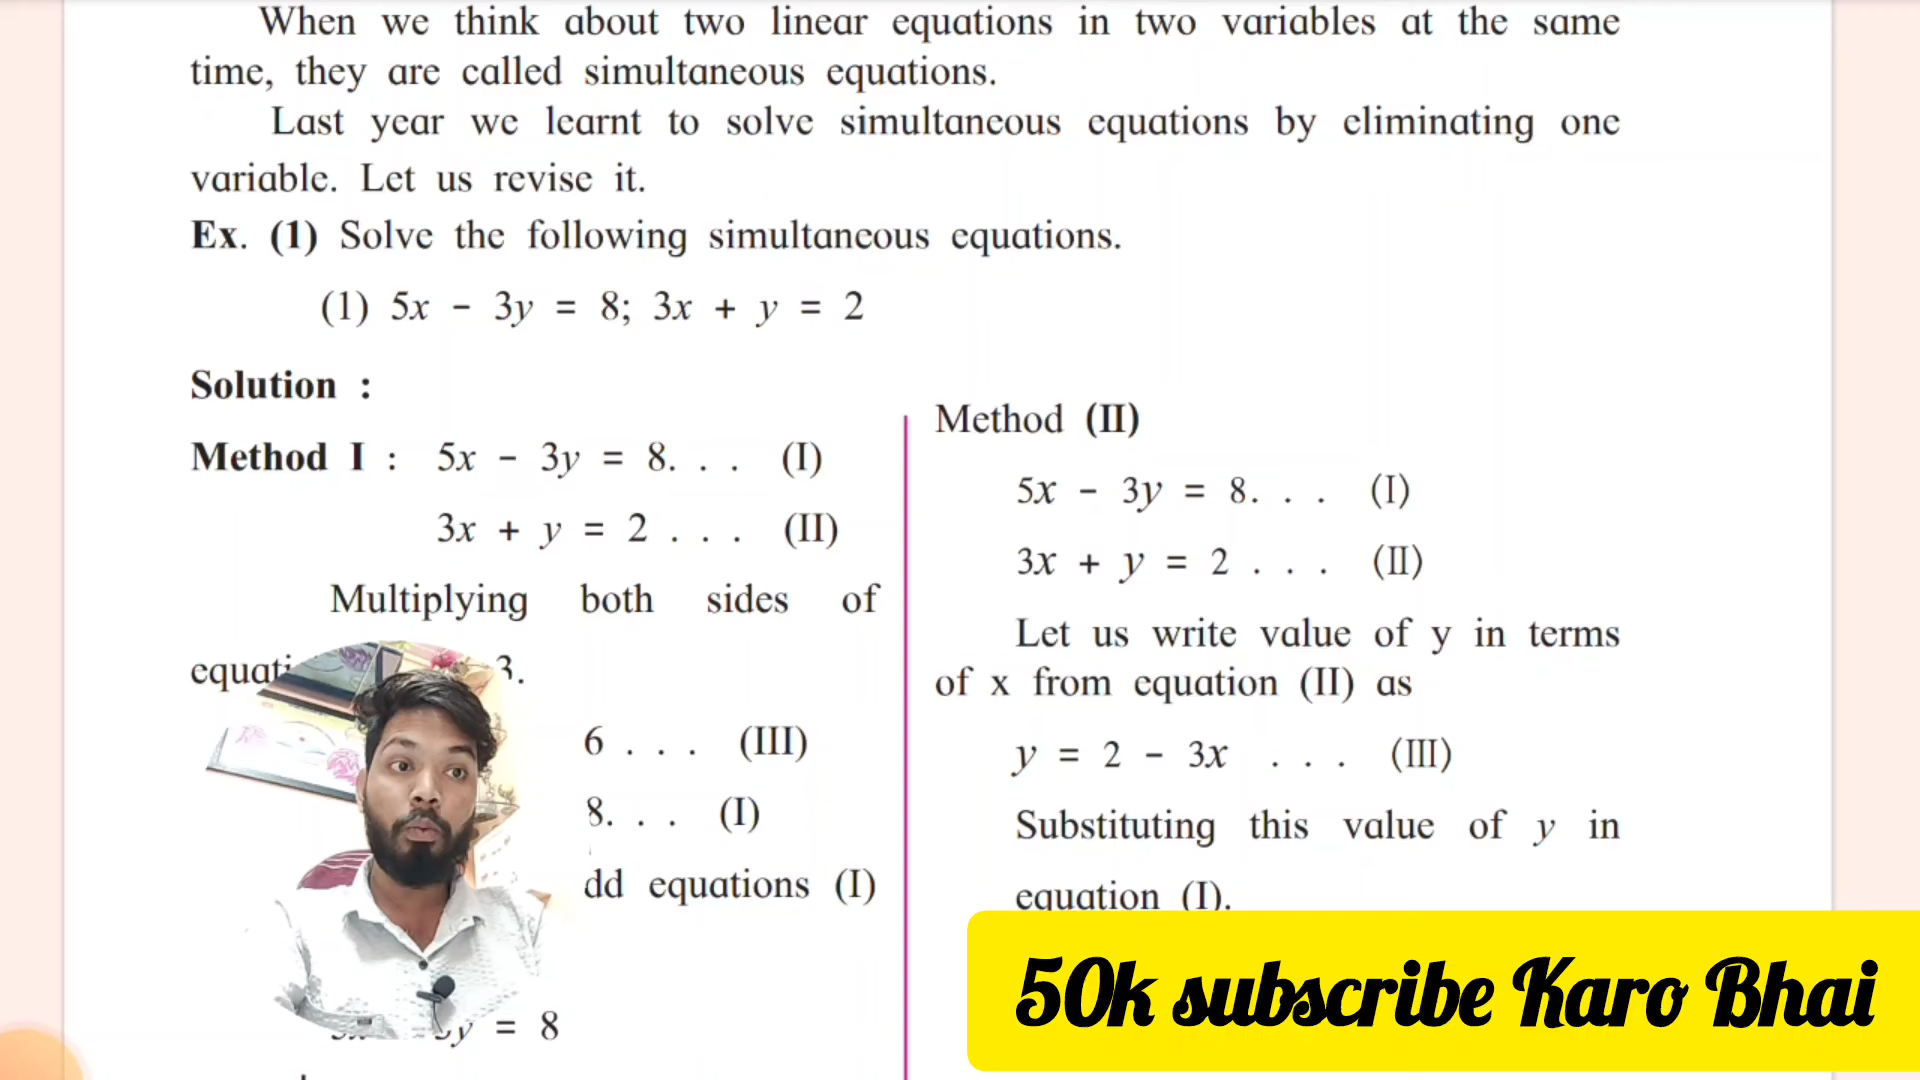 When we think about two linear equations in two variables at the same
time, they are called simultaneous equations.
Last year we learnt to solve simultaneous equations by eliminating one
variable. Let us revise it.
Ex. (1) Solve the following simultaneous equations.
(1) 5x - 3y = 8; 3x + y = 2
Solution :
Method I : 5x - 3y = 8. . . (I)
3x + y = 2 . . . (II)
Multiplying both sides of
3.
6 . . . (III)
8. . . (I)
equations (I)
y = 8
Method (II)
5x - 3y = 8. . . (I)
3x + y = 2 . . . (II)
Let us write value of y in terms
of x from equation (II) as
y = 2 - 3x . . . (III)
Substituting this value of y in
equation (I).
50k subscribe Karo Bhai